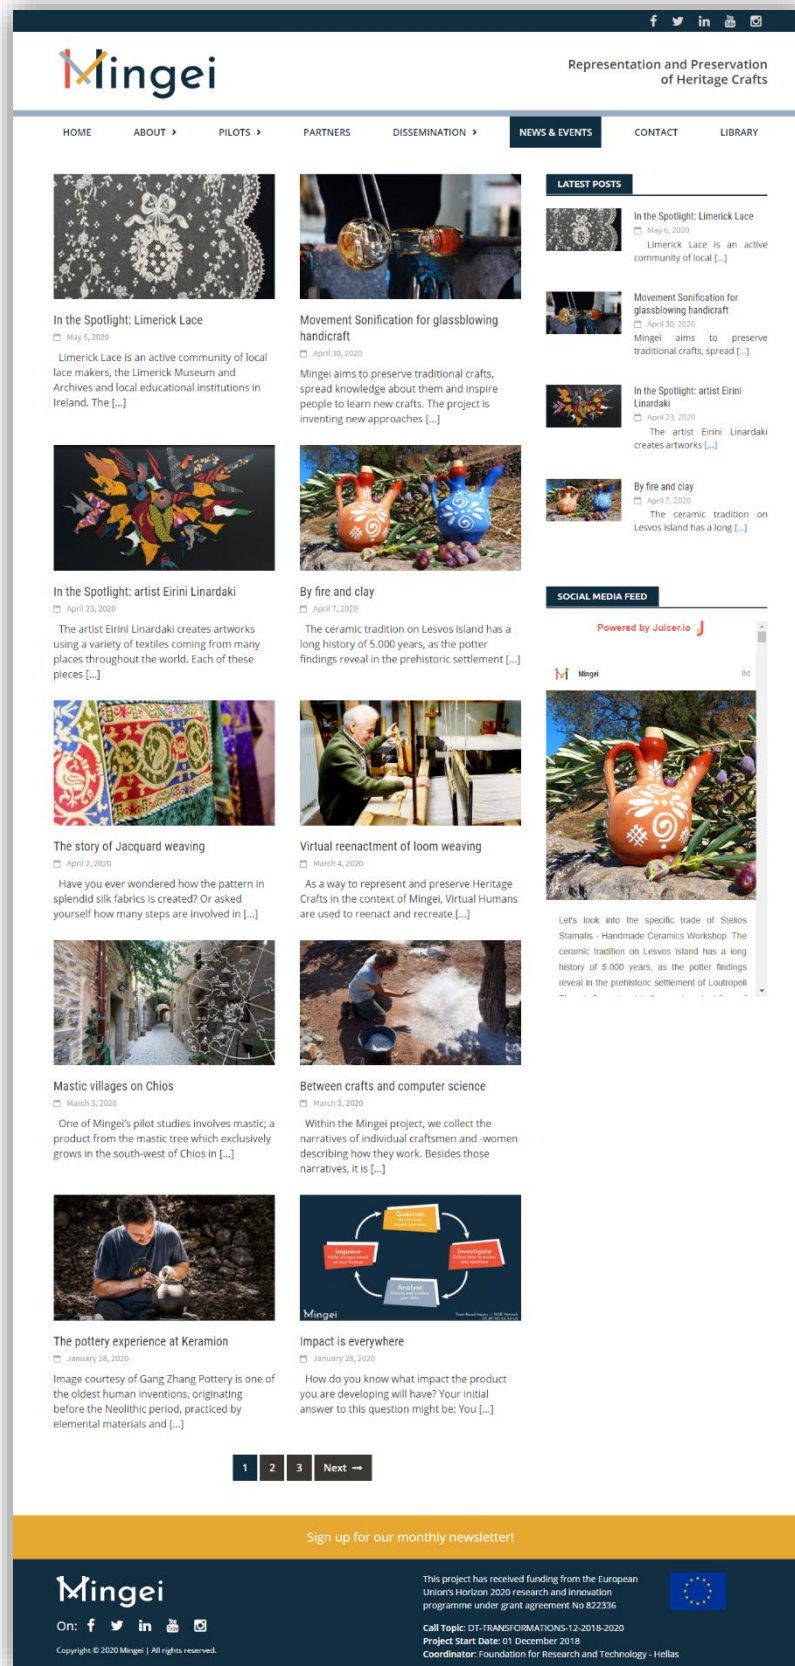 Mingei
Representation and Preservation
of Heritage Crafts
HOME
ABOUT
PILOTS
PARTNERS
DISSEMINATION
NEWS & EVENTS
CONTACT
LIBRARY
In the Spotlight: Limerick Lace
May 6, 2020
Limerick Lace is an active community of local
lace makers, the Limerick Museum and
Archives and local educational institutions in
Ireland. The [...]
Movement Sonification for glassblowing
handicraft
April 30, 2020
Mingei aims to preserve traditional crafts,
spread knowledge about them and inspire
people to learn new crafts. The project is
inventing new approaches [...]
In the Spotlight: artist Eirini Linardaki
April 23, 2020
The artist Eirini Linardaki creates artworks
using a variety of textiles coming from many
places throughout the world. Each of these
pieces [...]
By fire and clay
April 7, 2020
The ceramic tradition on Lesvos island has a
long history of 5.000 years, as the potter
findings reveal in the prehistoric settlement [...]
The story of Jacquard weaving
April 2, 2020
Have you ever wondered how the pattern in
splendid silk fabrics is created? Or asked
yourself how many steps are involved in [...]
Virtual reenactment of loom weaving
March 4, 2020
As a way to represent and preserve Heritage
Crafts in the context of Mingei, Virtual Humans
are used to reenact and recreate [...]
Mastic villages on Chios
March 3, 2020
One of Mingei's pilot studies involves mastic; a
product from the mastic tree which exclusively
grows in the south-west of Chios in [...]
Between crafts and computer science
March 2, 2020
Within the Mingei project, we collect the
narratives of individual craftsmen and -women
describing how they work. Besides those
narratives, it is [...]
The pottery experience at Keramion
January 28, 2020
Image courtesy of Gang Zhang Pottery is one of
the oldest human inventions, originating
before the Neolithic period, practiced by
elemental materials and [...]
Question
Investigate
Analyse
Improve
Mingei
Impact is everywhere
January 28, 2020
How do you know what impact the product
you are developing will have? Your initial
answer to this question might be: You [...]
1 2 3 Next →
LATEST POSTS
In the Spotlight: Limerick Lace
May 6, 2020
Limerick Lace is an active
community of local [...]
Movement Sonification for
glassblowing handicraft
April 30, 2020
Mingei aims to preserve
traditional crafts, spread [...]
In the Spotlight: artist Eirini
Linardaki
April 23, 2020
The artist Eirini Linardaki
creates artworks [...]
By fire and clay
April 7, 2020
The ceramic tradition on
Lesvos island has a long [...]
SOCIAL MEDIA FEED
Powered by Juicer.io
Mingei
8d
Let's look into the specific trade of Stelios
Stamatis - Handmade Ceramics Workshop. The
ceramic tradition on Lesvos island has a long
history of 5.000 years, as the potter findings
reveal in the prehistoric settlement of Loutropoli
Sign up for our monthly newsletter!
Mingei
On:
Copyright © 2020 Mingei | All rights reserved.
This project has received funding from the European
Union's Horizon 2020 research and innovation
programme under grant agreement No 822336
Call Topic: DT-TRANSFORMATIONS-12-2018-2020
Project Start Date: 01 December 2018
Coordinator: Foundation for Research and Technology - Hellas